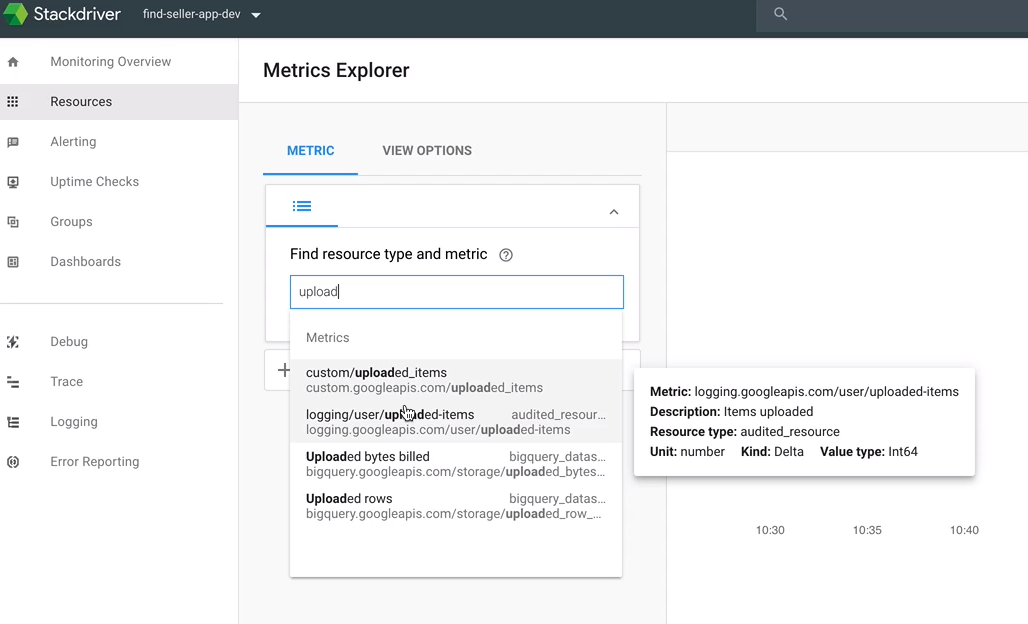 Stackdriver find-seller-app-dev
Monitoring Overview
Resources
Alerting
Uptime Checks
Groups
Dashboards
Debug
Trace
Logging
Error Reporting
Metrics Explorer
METRIC VIEW OPTIONS
Find resource type and metric ?
upload
Metrics
custom/uploaded_items
custom.googleapis.com/uploaded_items
logging/user/uploaded-items audited_resour...
logging.googleapis.com/user/uploaded-items
Uploaded bytes billed bigquery_datas...
bigquery.googleapis.com/storage/uploaded_bytes...
Uploaded rows bigquery_datas...
bigquery.googleapis.com/storage/uploaded_row_...
Metric: logging.googleapis.com/user/uploaded-items
Description: Items uploaded
Resource type: audited_resource
Unit: number Kind: Delta Value type: Int64
10:30 10:35 10:40